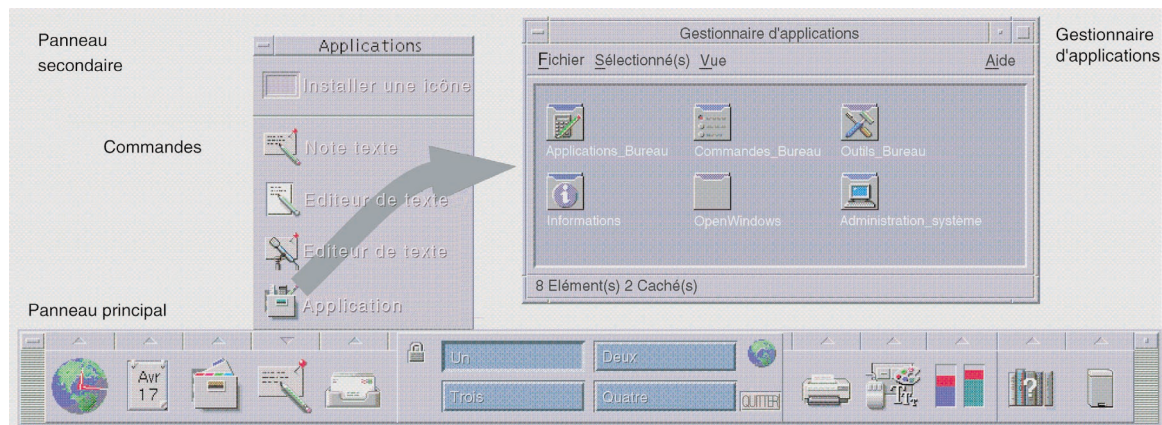 Panneau
secondaire
Commandes
Panneau principal
Applications
Installer une icône
Note texte
Editeur de texte
Editeur de texte
Application
Gestionnaire d'applications
Fichier Sélectionné(s) Vue Aide
Applications_Bureau Commandes_Bureau Outils_Bureau
Informations OpenWindows Administration_système
8 Elément(s) 2 Caché(s)
Gestionnaire
d'applications
Avr
17
Un Deux
Trois Quatre
QUITTER